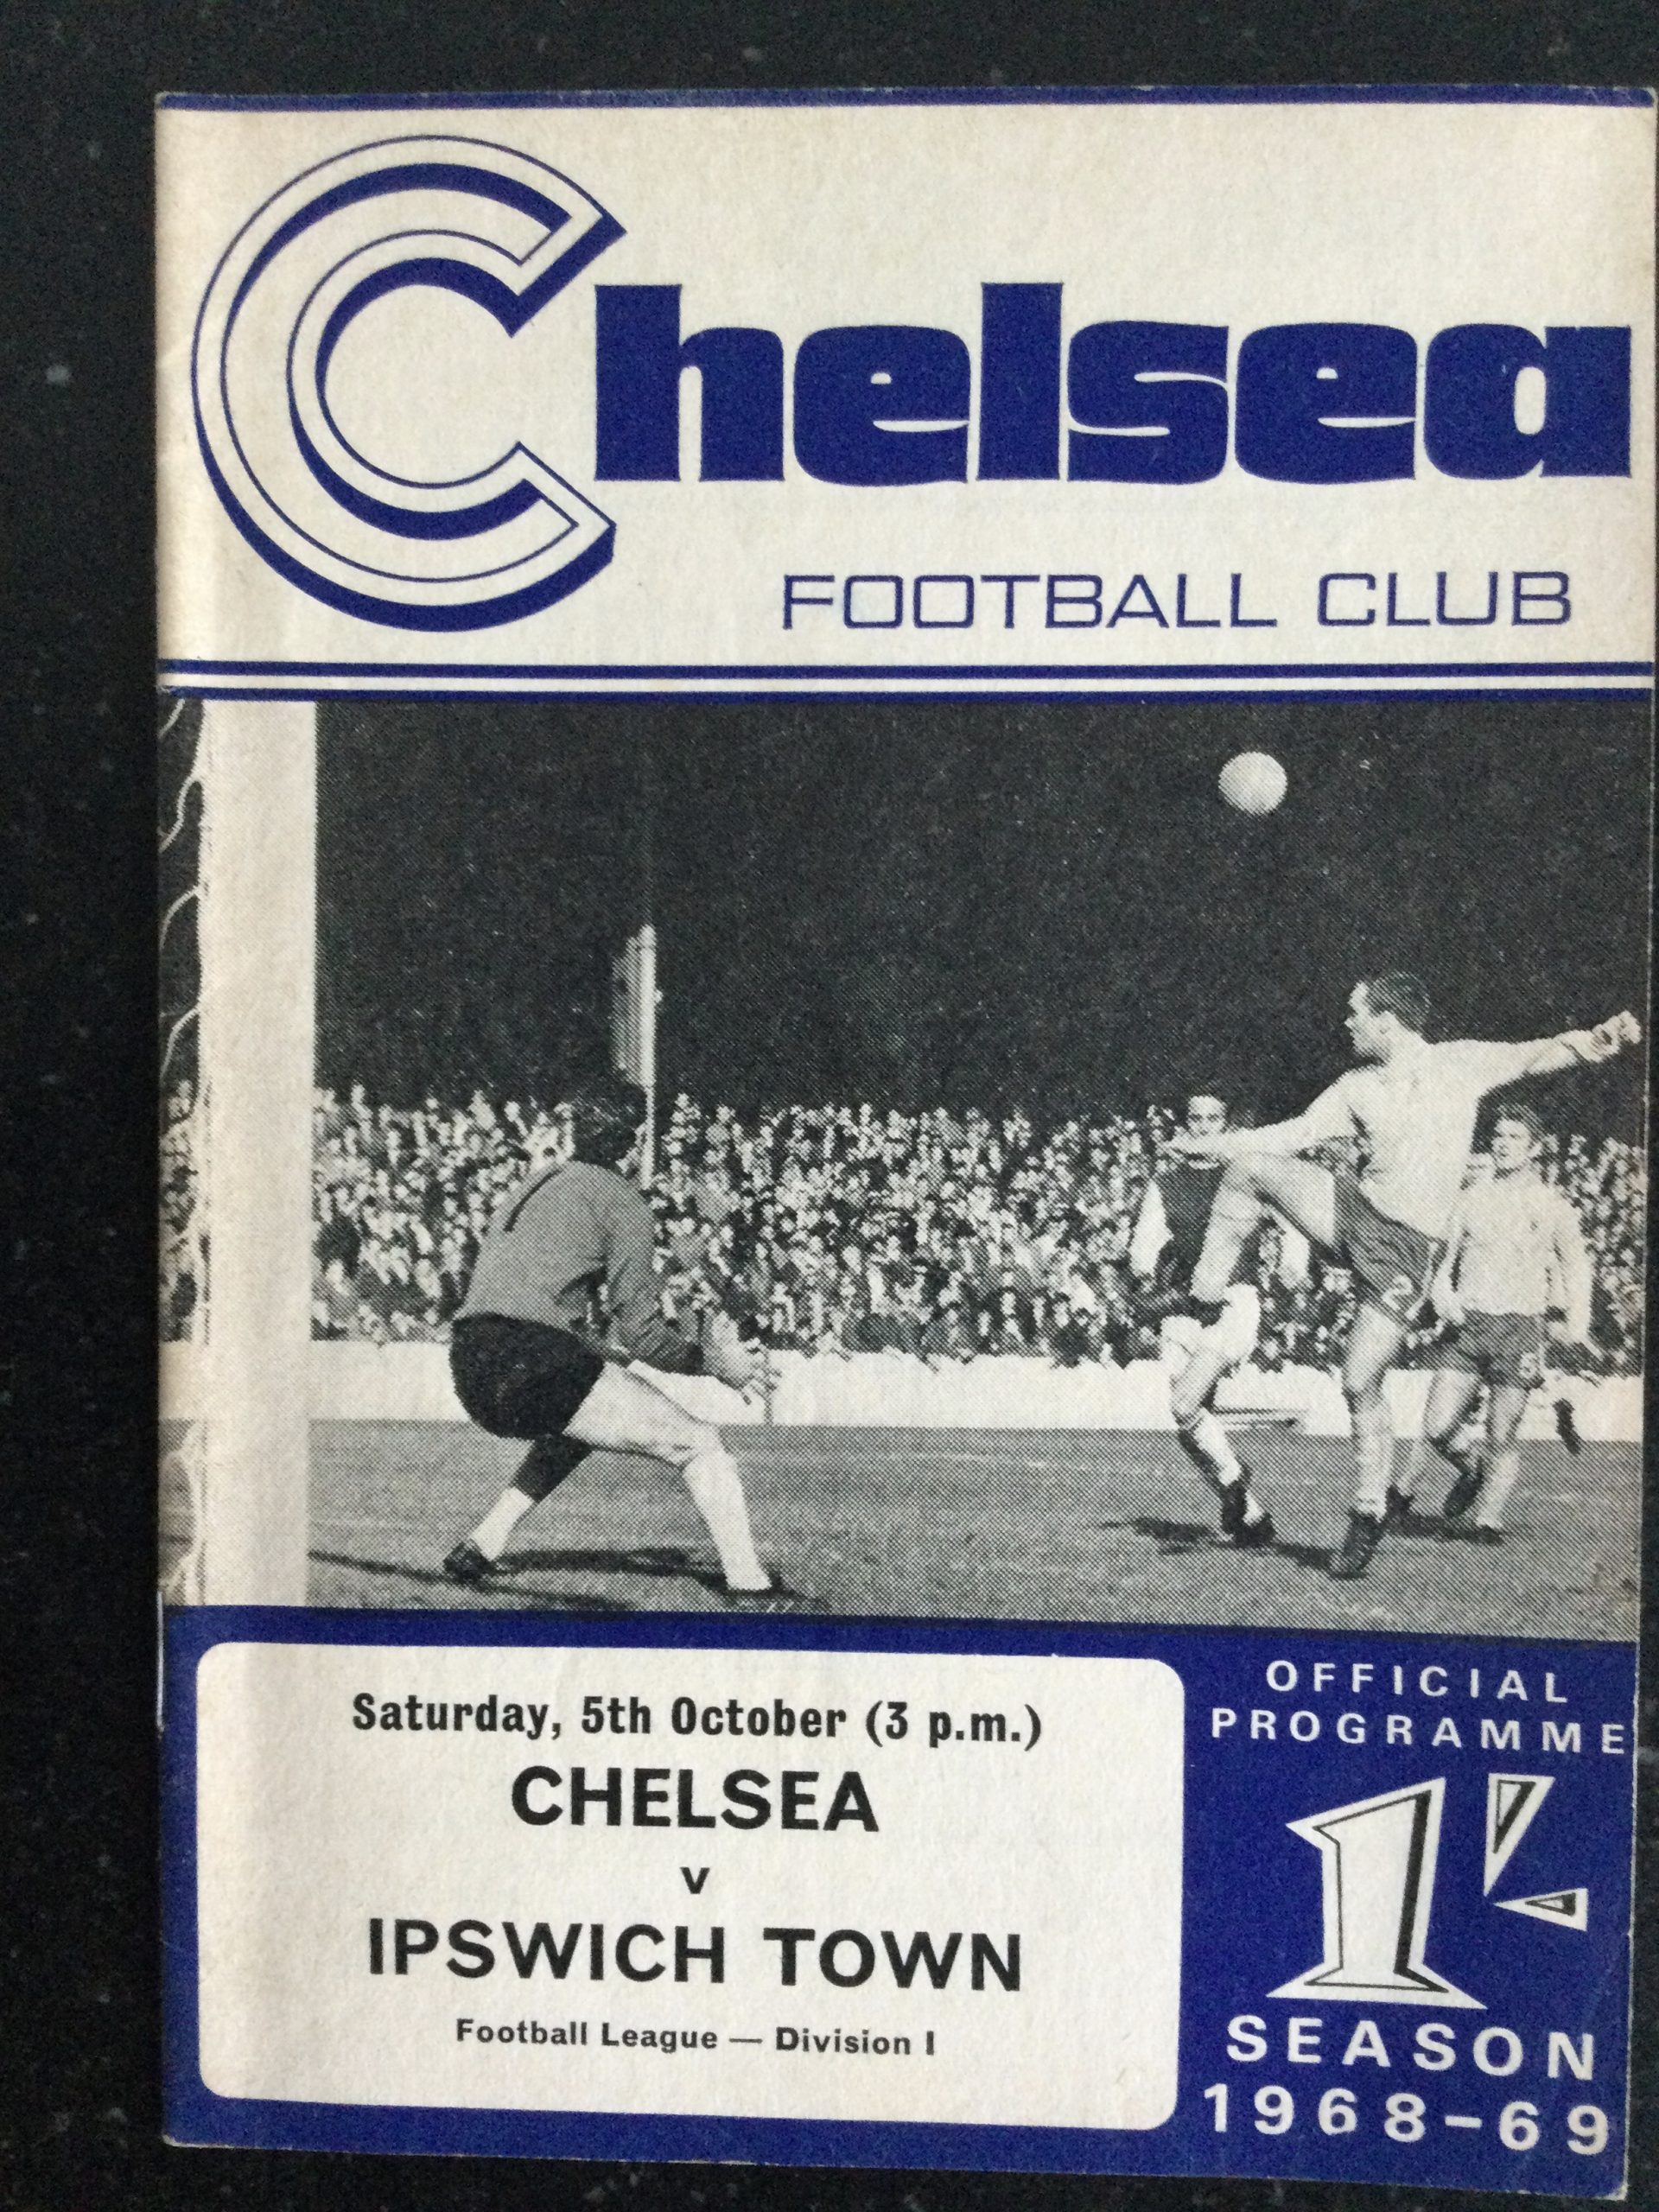 Chelsea
FOOTBALL CLUB
Saturday, 5th October (3 p.m.)
CHELSEA
v
IPSWICH TOWN
Football League — Division I
OFFICIAL
PROGRAMME
1/-
SEASON
1968-69